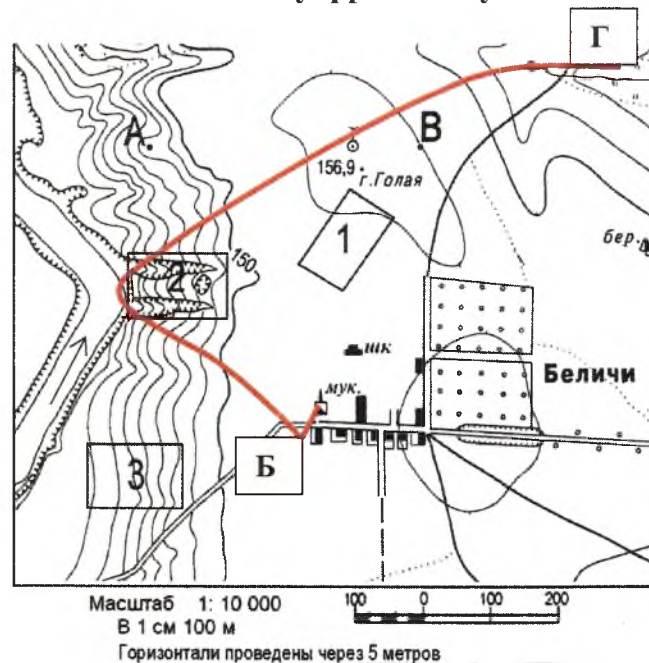 Г
А.
В
156,9
г.Голая
1
бер.
150
2
шк
Беличи
мук.
Б
3
Масштаб 1: 10 000
В 1 см 100 м
100 0 100 200
Горизонтали проведены через 5 метров